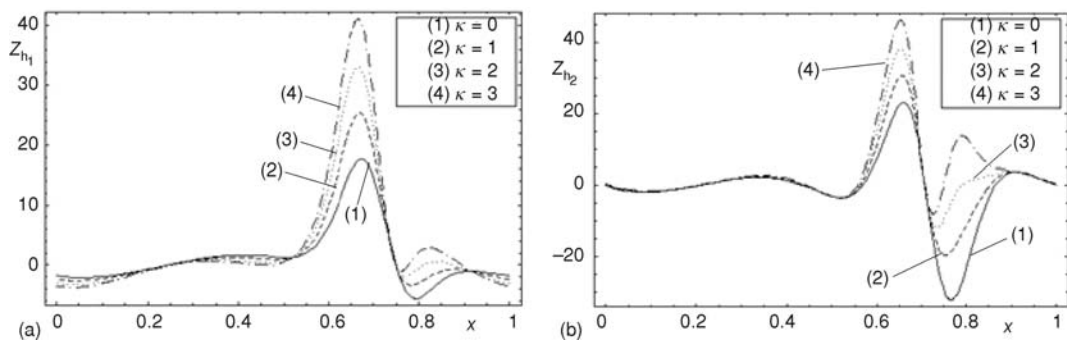 40
30
20
10
0
Z_h₁
(1) κ = 0
(2) κ = 1
(3) κ = 2
(4) κ = 3
(4)
(3)
(2)
(1)
0 0.2 0.4 0.6 0.8 x 1
(a)
40
20
0
−20
Z_h₂
(1) κ = 0
(2) κ = 1
(3) κ = 2
(4) κ = 3
(4)
(3)
(1)
(2)
0 0.2 0.4 0.6 0.8 x 1
(b)